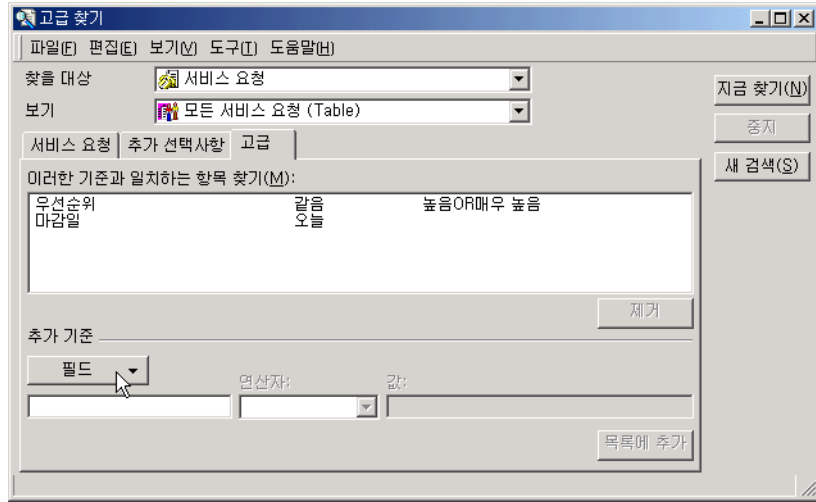 고급 찾기
파일(F) 편집(E) 보기(V) 도구(T) 도움말(H)
찾을 대상 서비스 요청
지금 찾기(N)
보기 모든 서비스 요청 (Table)
중지
서비스 요청 추가 선택사항 고급
새 검색(S)
이러한 기준과 일치하는 항목 찾기(M):
우선순위 같음 높음OR매우 높음
마감일 오늘
제거
추가 기준
필드
연산자: 값:
목록에 추가